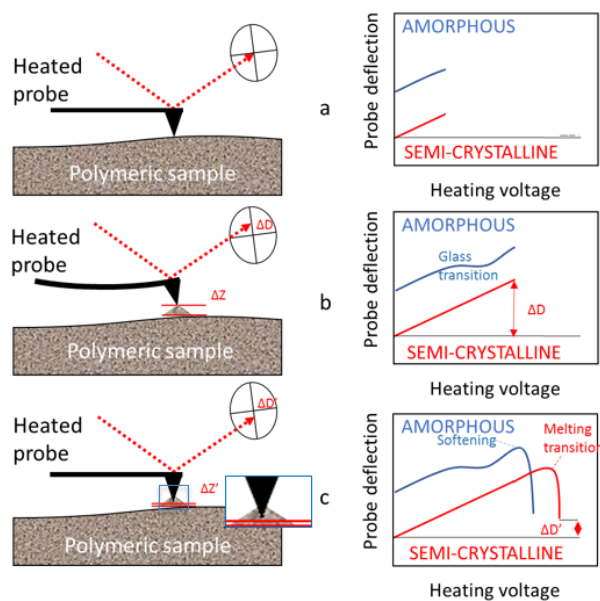 Heated
probe
Polymeric sample
a
Probe deflection
AMORPHOUS
SEMI-CRYSTALLINE
Heating voltage
Heated
probe
ΔD
ΔZ
Polymeric sample
b
Probe deflection
AMORPHOUS
Glass
transition
ΔD
SEMI-CRYSTALLINE
Heating voltage
Heated
probe
ΔD'
ΔZ'
Polymeric sample
c
Probe deflection
AMORPHOUS
Softening
Melting
transition
ΔD'
SEMI-CRYSTALLINE
Heating voltage